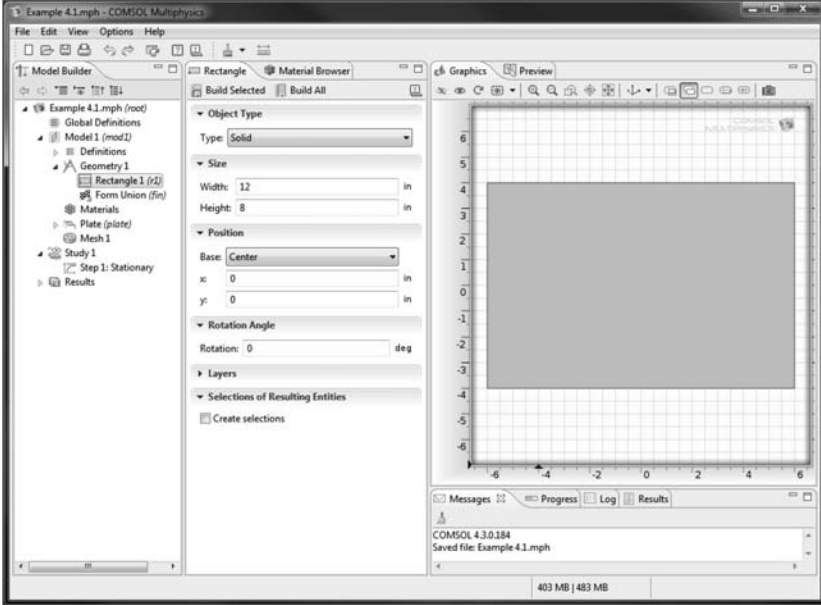 Example 4.1.mph - COMSOL Multiphysics
File Edit View Options Help
Model Builder
Example 4.1.mph (root)
Global Definitions
Model 1 (mod1)
Definitions
Geometry 1
Rectangle 1 (r1)
Form Union (fin)
Materials
Plate (plate)
Mesh 1
Study 1
Step 1: Stationary
Results
Rectangle Material Browser
Build Selected Build All
Object Type
Type: Solid
Size
Width: 12 in
Height: 8 in
Position
Base: Center
x: 0 in
y: 0 in
Rotation Angle
Rotation: 0 deg
Layers
Selections of Resulting Entities
Create selections
Graphics Preview
COMSOL
MULTIPHYSICS
6
5
4
3
2
1
0
-1
-2
-3
-4
-5
-6
-6 -4 -2 0 2 4 6
Messages Progress Log Results
COMSOL 4.3.0.184
Saved file: Example 4.1.mph
403 MB | 483 MB